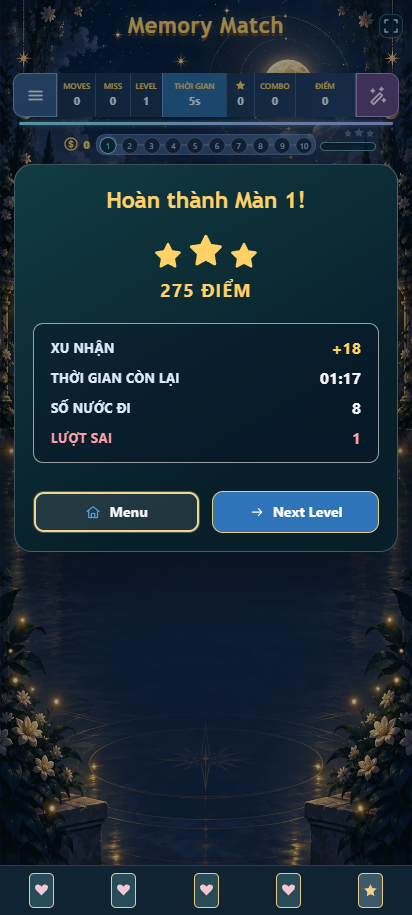 Memory Match
MOVES MISS LEVEL THỜI GIAN COMBO ĐIỂM
0 0 1 5s 0 0 0
$ 0 1 2 3 4 5 6 7 8 9 10
Hoàn thành Màn 1!
275 ĐIỂM
XU NHẬN +18
THỜI GIAN CÒN LẠI 01:17
SỐ NƯỚC ĐI 8
LƯỢT SAI 1
Menu Next Level